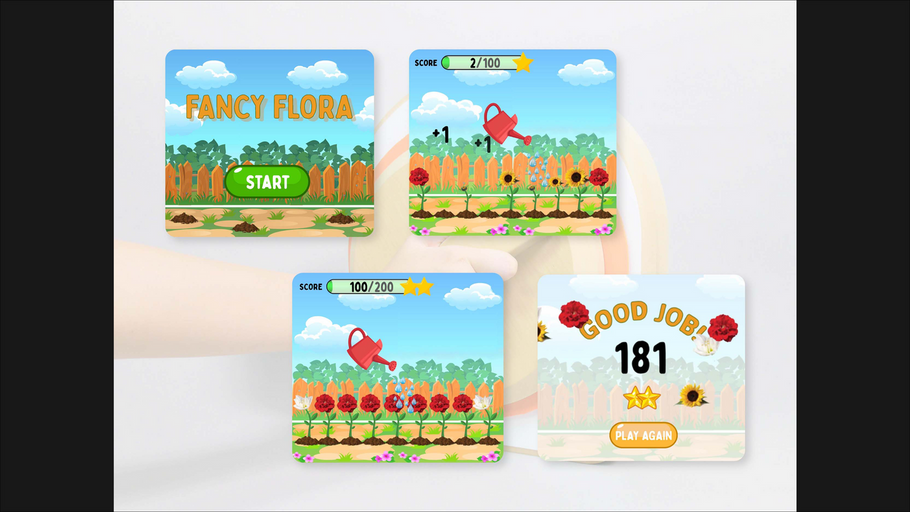 FANCY FLORA
START
SCORE 2/100
+1
+1
SCORE 100/200
GOOD JOB!
181
PLAY AGAIN